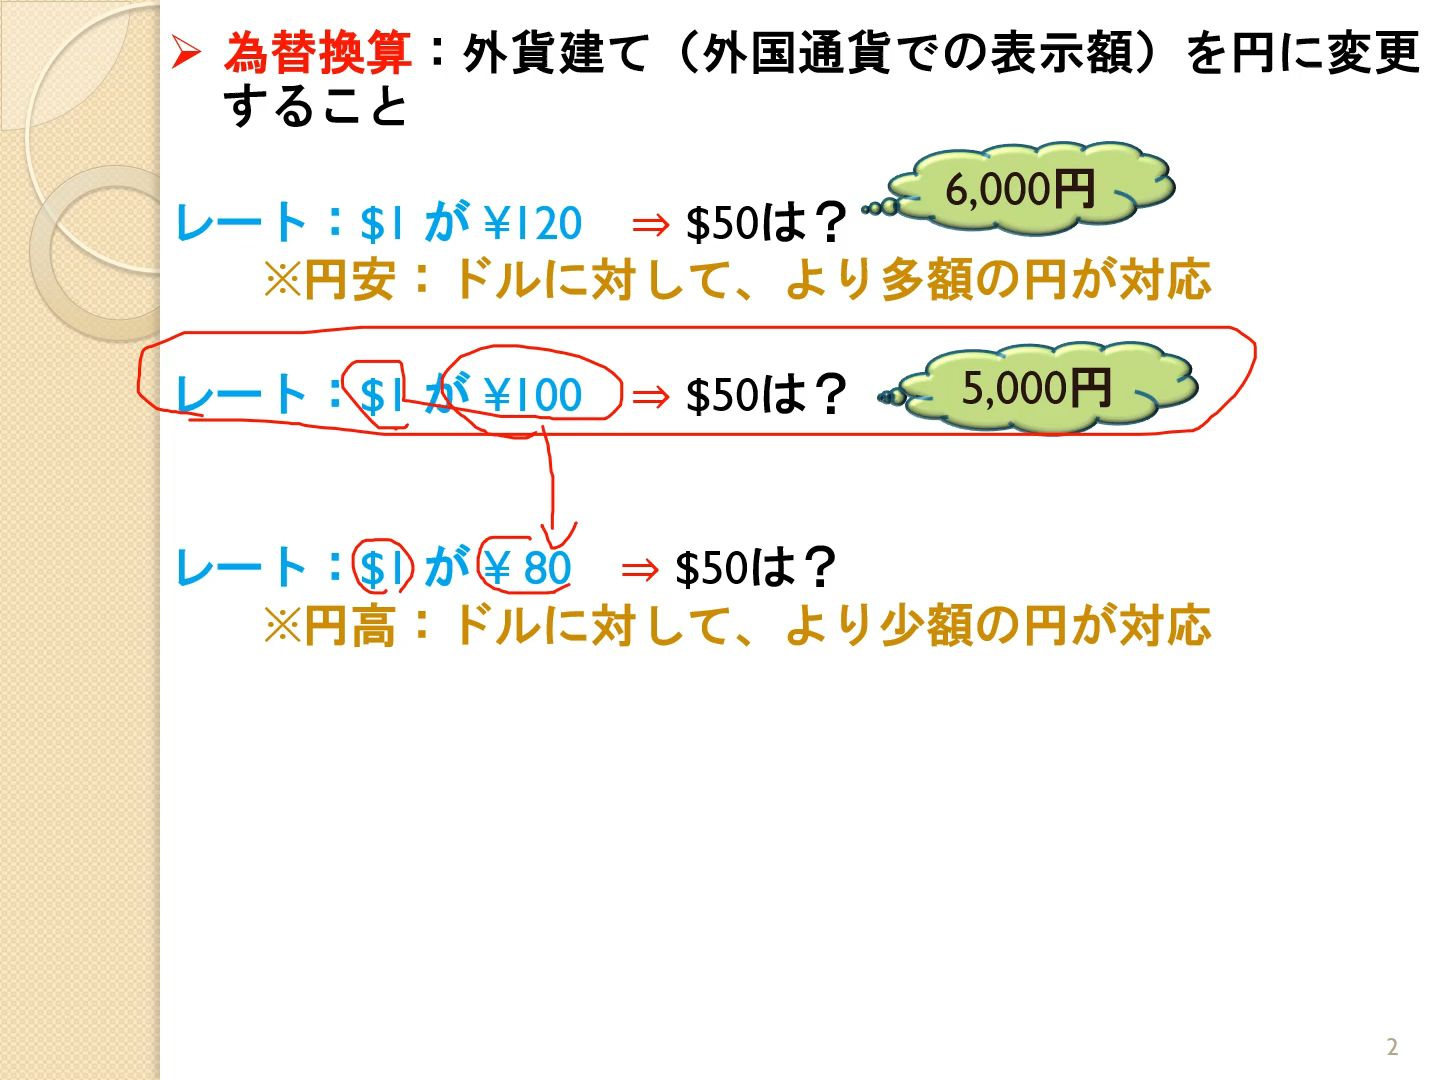 ➢ 為替換算：外貨建て（外国通貨での表示額）を円に変更
すること
レート：$1 が ¥120 ⇒ $50は？ 6,000円
※円安：ドルに対して、より多額の円が対応
レート：$1 が ¥100 ⇒ $50は？ 5,000円
レート：$1 が ¥ 80 ⇒ $50は？
※円高：ドルに対して、より少額の円が対応
2